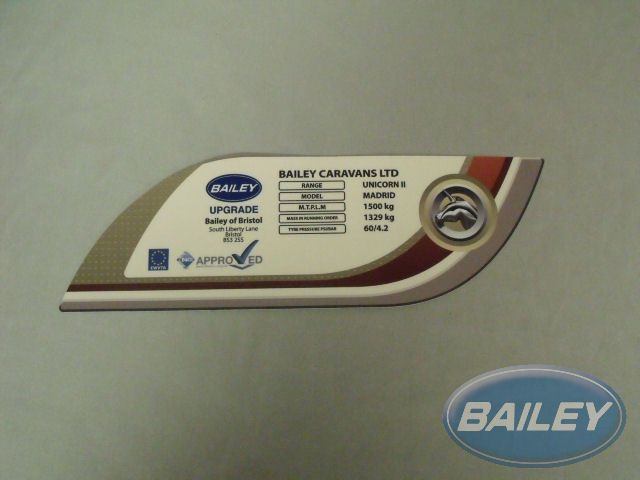 BAILEY
UPGRADE
Bailey of Bristol
South Liberty Lane
Bristol
BS3 2SS
EWVTA
APPROVED
BAILEY CARAVANS LTD
RANGE UNICORN II
MODEL MADRID
M.T.P.L.M 1500 kg
MASS IN RUNNING ORDER 1329 kg
TYRE PRESSURE PSI/BAR 60/4.2
BAILEY